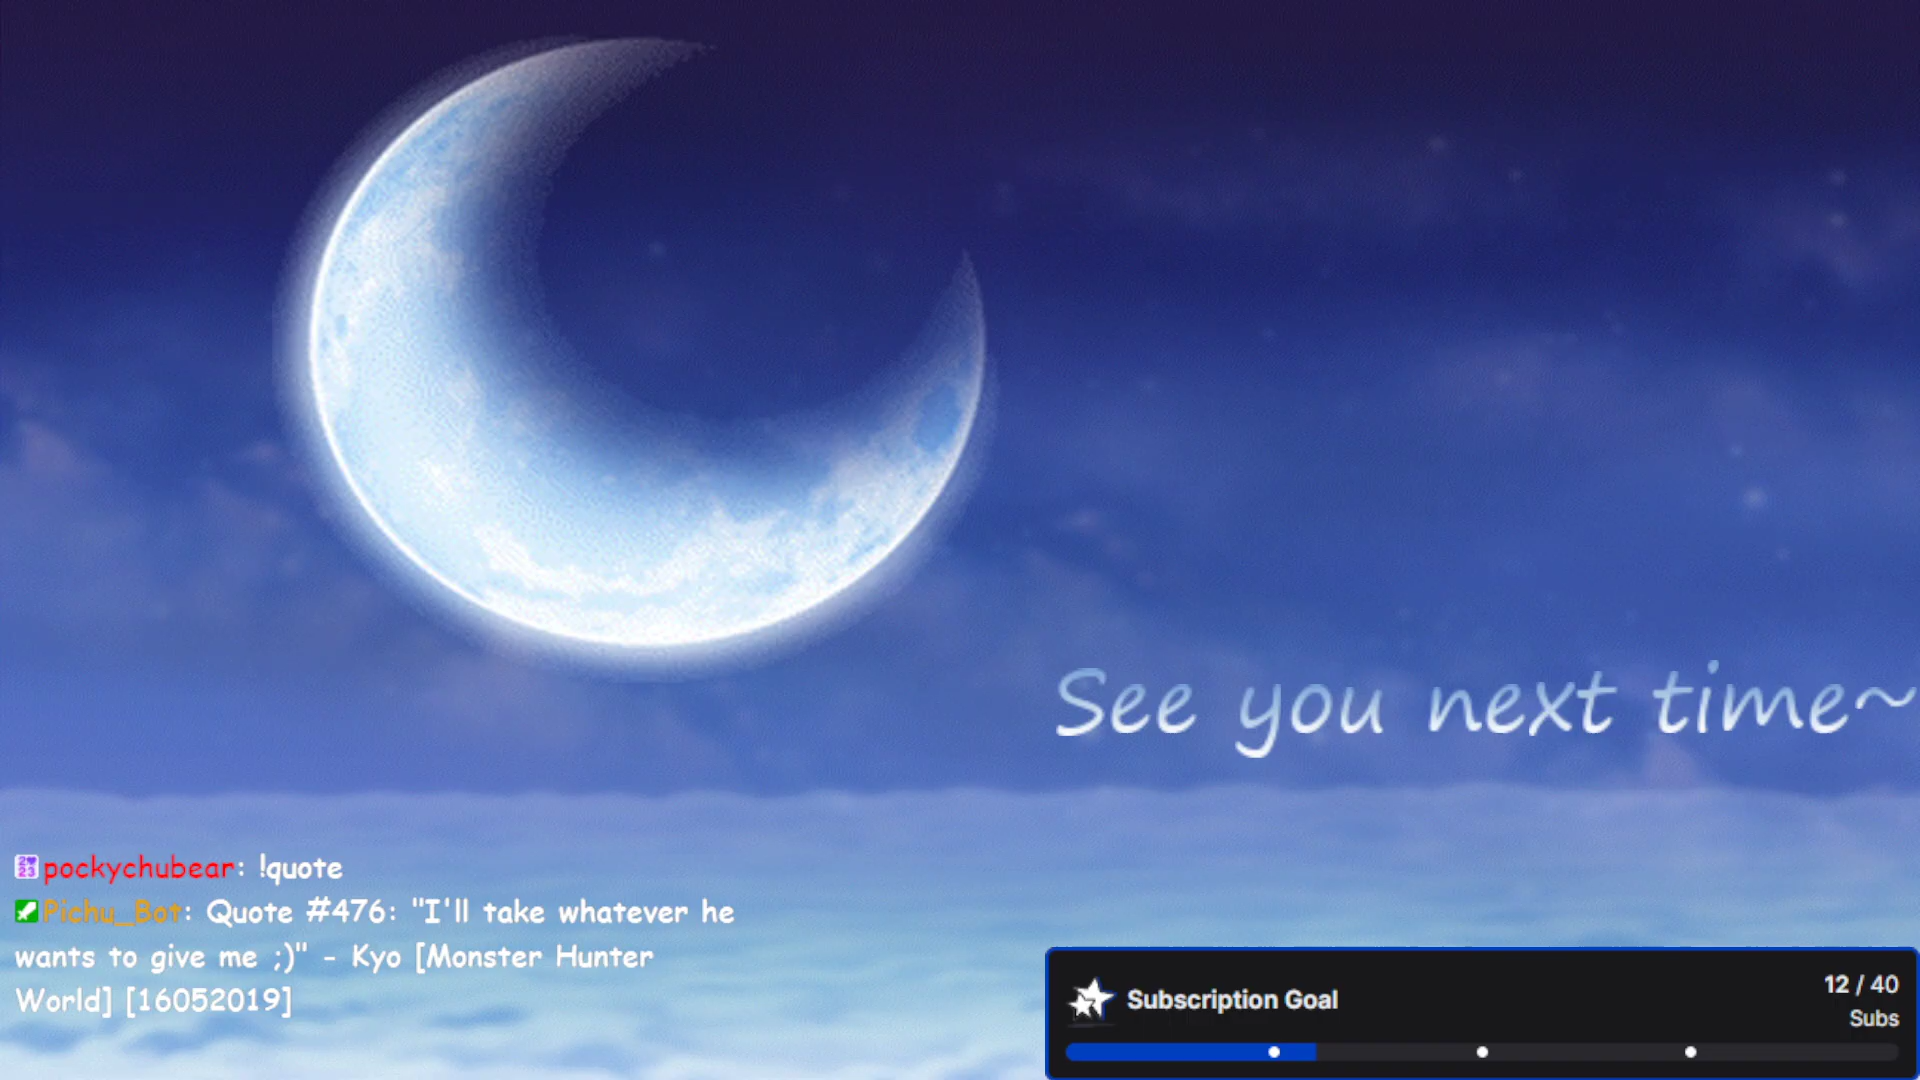 See you next time~
pockychubear: !quote
Pichu_Bot: Quote #476: "I'll take whatever he
wants to give me ;)" - Kyo [Monster Hunter
World] [16052019]
Subscription Goal
12 / 40
Subs